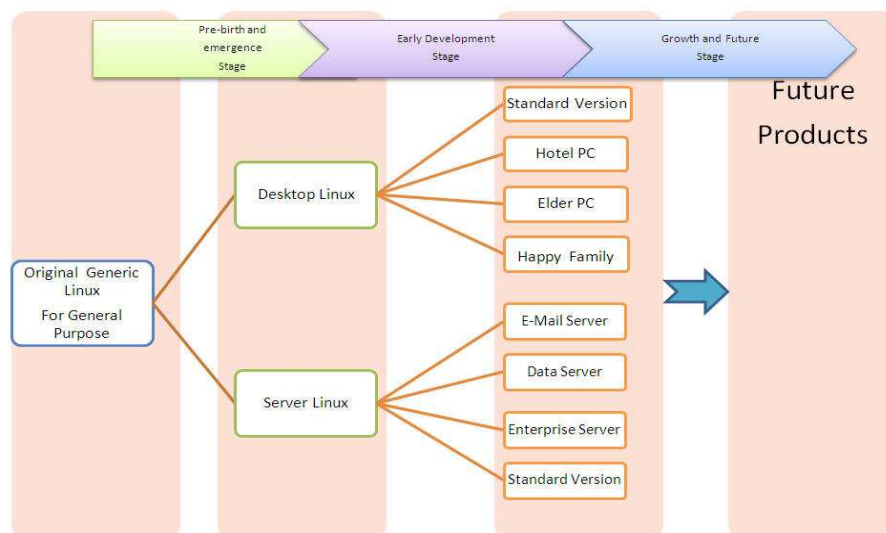 Pre-birth and
emergence
Stage
Early Development
Stage
Growth and Future
Stage
Future
Products
Original Generic
Linux
For General
Purpose
Desktop Linux
Server Linux
Standard Version
Hotel PC
Elder PC
Happy Family
E-Mail Server
Data Server
Enterprise Server
Standard Version